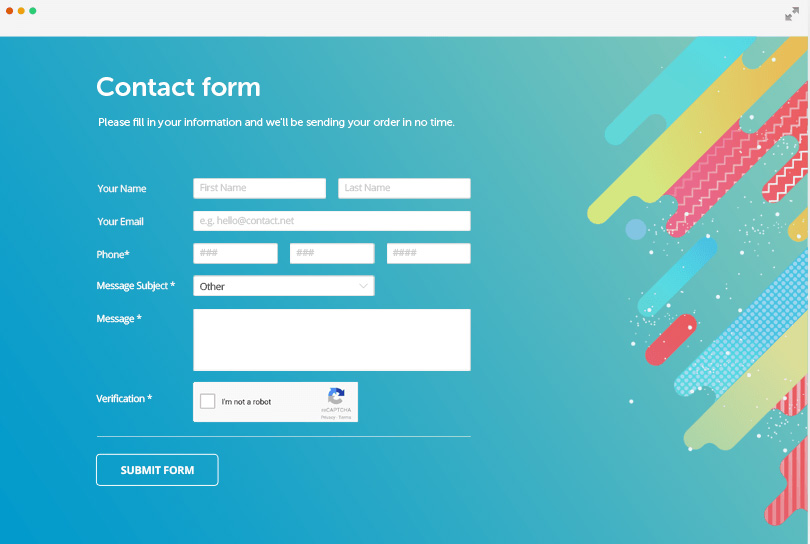 Contact form
Please fill in your information and we'll be sending your order in no time.
Your Name First Name Last Name
Your Email e.g. hello@contact.net
Phone* ### ### ####
Message Subject * Other
Message *
Verification * I'm not a robot
reCAPTCHA
Privacy - Terms
SUBMIT FORM